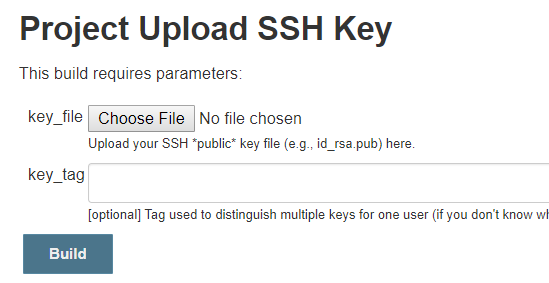 Project Upload SSH Key
This build requires parameters:
key_file Choose File No file chosen
Upload your SSH *public* key file (e.g., id_rsa.pub) here.
key_tag
[optional] Tag used to distinguish multiple keys for one user (if you don't know
Build